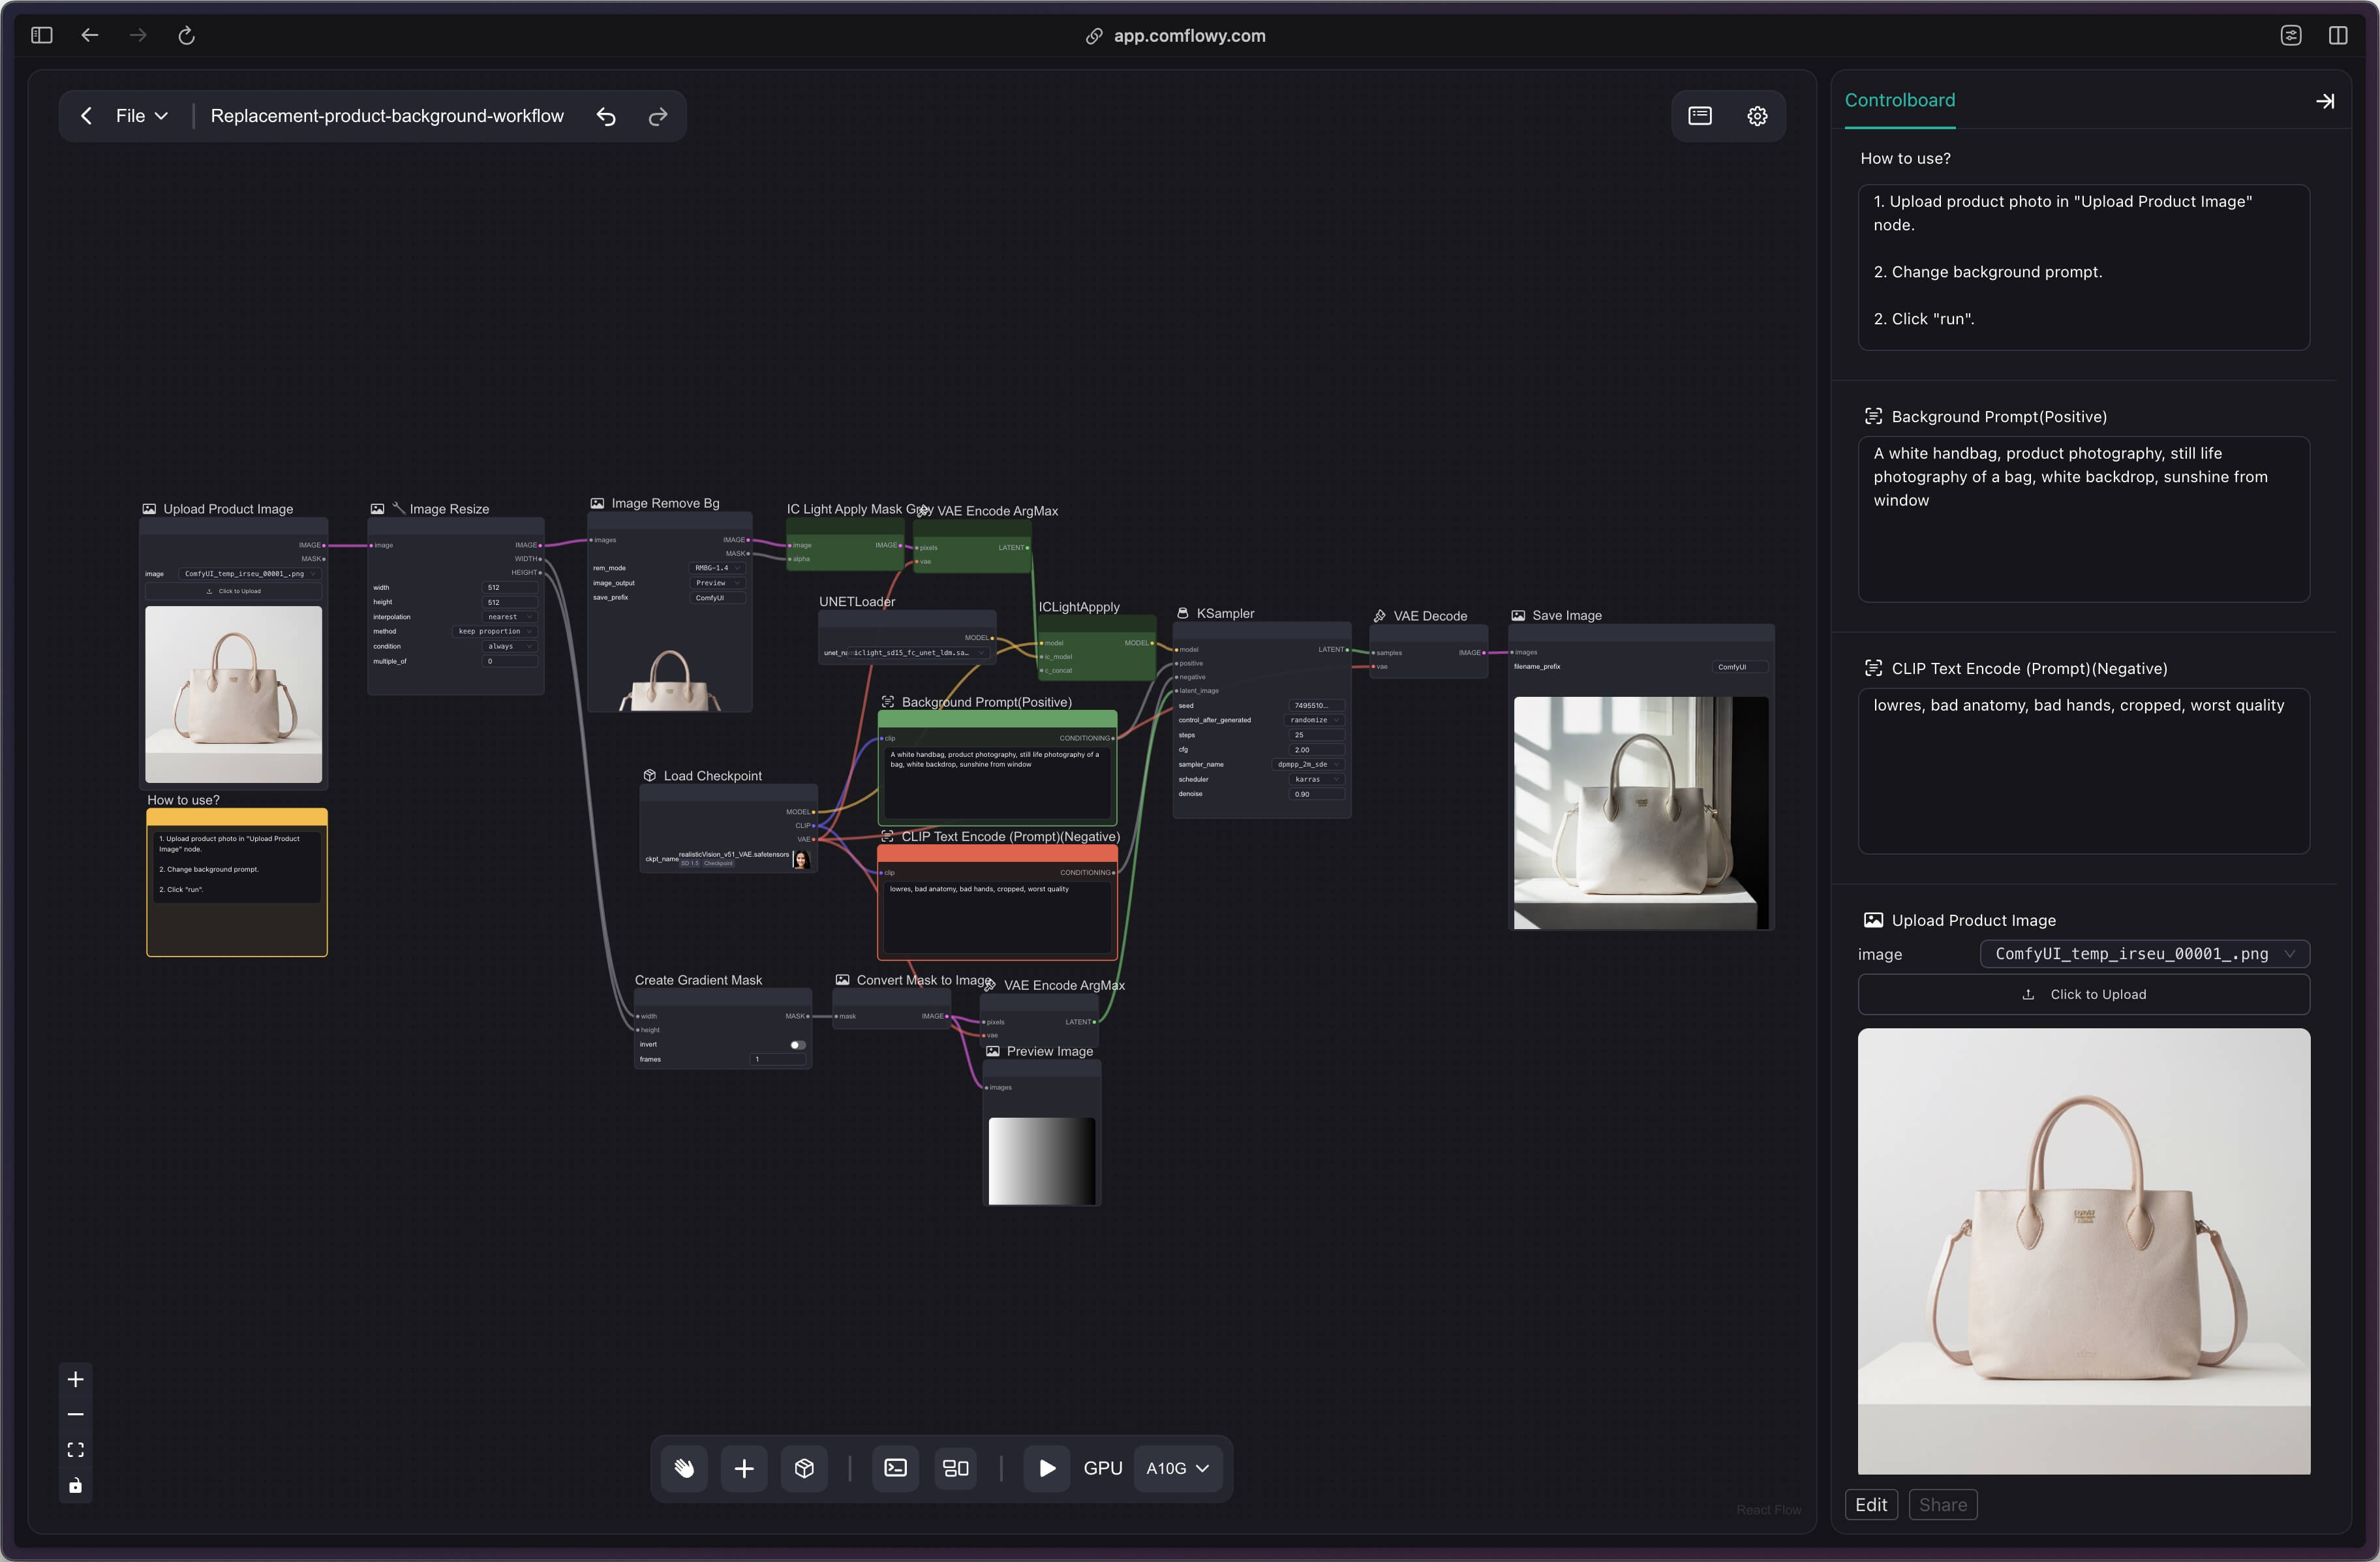 app.comflowy.com
File
Replacement-product-background-workflow
Upload Product Image
IMAGE
MASK
image
ComfyUI_temp_irseu_00001_.png
Click to Upload
How to use?
1. Upload product photo in "Upload Product
Image" node.
2. Change background prompt.
2. Click "run".
Image Resize
image
IMAGE
WIDTH
HEIGHT
width
512
height
512
interpolation
nearest
method
keep proportion
condition
always
multiple_of
0
Image Remove Bg
images
IMAGE
MASK
rem_mode
RMBG-1.4
image_output
Preview
save_prefix
ComfyUI
IC Light Apply Mask Grey
image
IMAGE
alpha
VAE Encode ArgMax
pixels
LATENT
vae
UNETLoader
MODEL
iclight_sd15_fc_unet_ldm.sa...
ICLightAppply
model
MODEL
ic_model
c_concat
Background Prompt(Positive)
clip
CONDITIONING
A white handbag, product photography, still life photography of a
bag, white backdrop, sunshine from window
Load Checkpoint
MODEL
CLIP
VAE
ckpt_name
realisticVision_v51_VAE.safetensors
SD 1.5
Checkpoint
CLIP Text Encode (Prompt)(Negative)
clip
CONDITIONING
lowres, bad anatomy, bad hands, cropped, worst quality
Create Gradient Mask
width
MASK
height
invert
frames
1
Convert Mask to Image
mask
IMAGE
VAE Encode ArgMax
pixels
LATENT
vae
Preview Image
images
KSampler
model
LATENT
positive
negative
latent_image
seed
7495510...
control_after_generated
randomize
steps
25
cfg
2.00
sampler_name
dpmpp_2m_sde
scheduler
karras
denoise
0.90
VAE Decode
samples
IMAGE
vae
Save Image
images
filename_prefix
ComfyUI
GPU
A10G
React Flow
Controlboard
How to use?
1. Upload product photo in "Upload Product Image"
node.
2. Change background prompt.
2. Click "run".
Background Prompt(Positive)
A white handbag, product photography, still life
photography of a bag, white backdrop, sunshine from
window
CLIP Text Encode (Prompt)(Negative)
lowres, bad anatomy, bad hands, cropped, worst quality
Upload Product Image
image
ComfyUI_temp_irseu_00001_.png
Click to Upload
Edit
Share